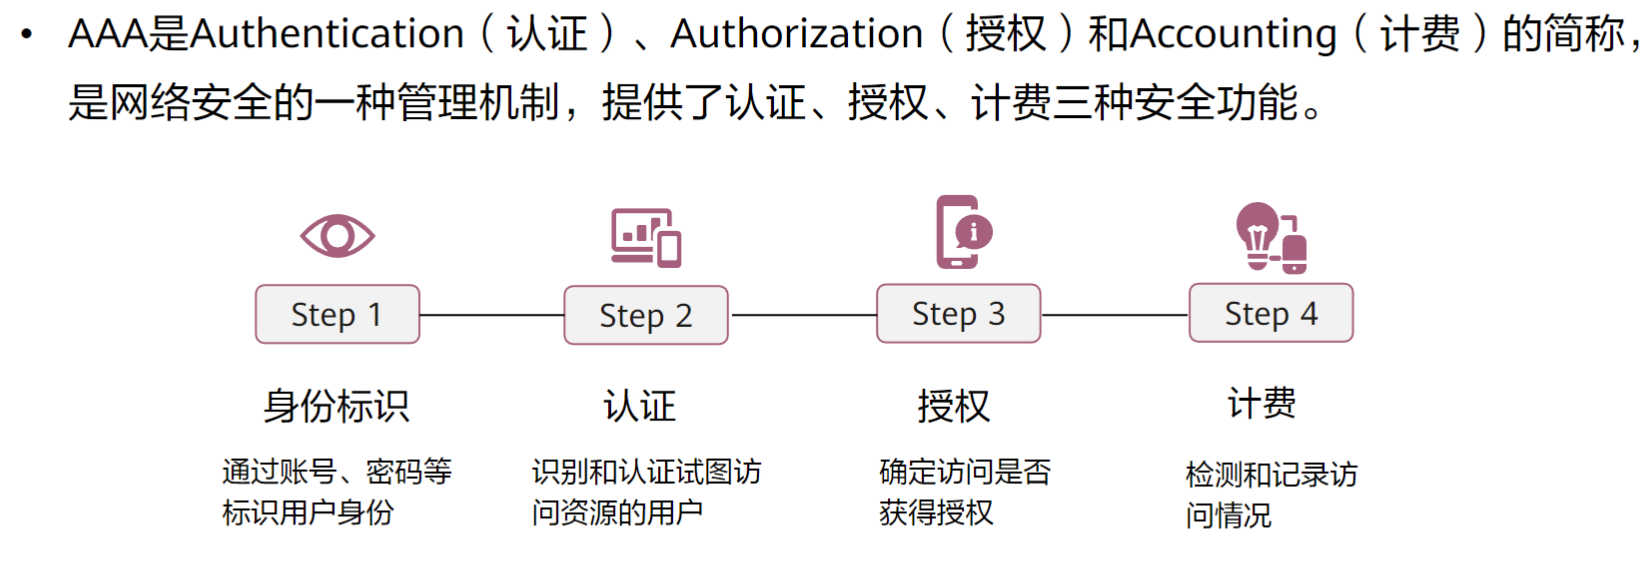 • AAA是Authentication（认证）、Authorization（授权）和Accounting（计费）的简称，
是网络安全的一种管理机制，提供了认证、授权、计费三种安全功能。
Step 1
Step 2
Step 3
Step 4
身份标识
认证
授权
计费
通过账号、密码等
标识用户身份
识别和认证试图访
问资源的用户
确定访问是否
获得授权
检测和记录访
问情况